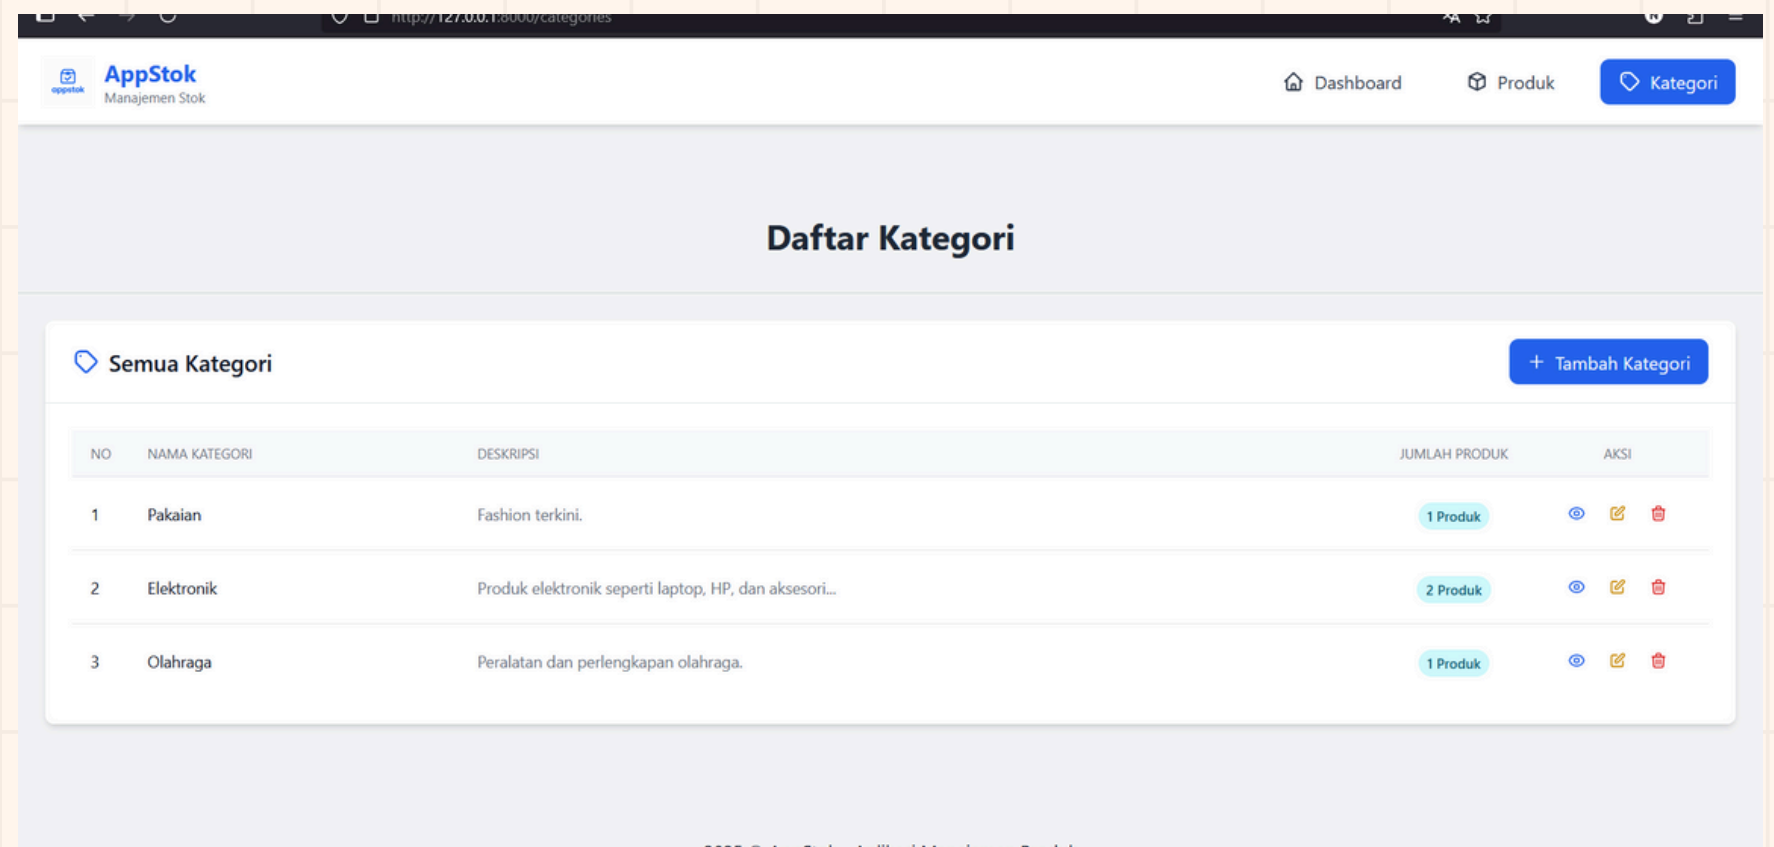 http://127.0.0.1:8000/categories
appstok
AppStok
Manajemen Stok
Dashboard
Produk
Kategori
Daftar Kategori
Semua Kategori
+ Tambah Kategori
NO NAMA KATEGORI DESKRIPSI JUMLAH PRODUK AKSI
1 Pakaian Fashion terkini. 1 Produk
2 Elektronik Produk elektronik seperti laptop, HP, dan aksesori... 2 Produk
3 Olahraga Peralatan dan perlengkapan olahraga. 1 Produk